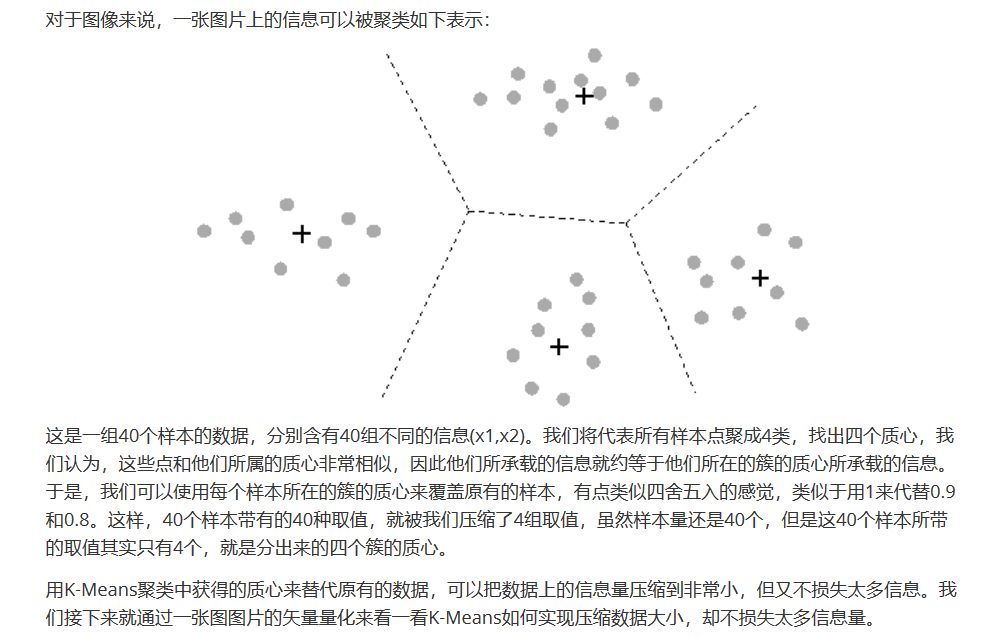 对于图像来说，一张图片上的信息可以被聚类如下表示：
这是一组40个样本的数据，分别含有40组不同的信息(x1,x2)。我们将代表所有样本点聚成4类，找出四个质心，我
们认为，这些点和他们所属的质心非常相似，因此他们所承载的信息就约等于他们所在的簇的质心所承载的信息。
于是，我们可以使用每个样本所在的簇的质心来覆盖原有的样本，有点类似四舍五入的感觉，类似于用1来代替0.9
和0.8。这样，40个样本带有的40种取值，就被我们压缩了4组取值，虽然样本量还是40个，但是这40个样本所带
的取值其实只有4个，就是分出来的四个簇的质心。
用K-Means聚类中获得的质心来替代原有的数据，可以把数据上的信息量压缩到非常小，但又不损失太多信息。我
们接下来就通过一张图图片的矢量量化来看一看K-Means如何实现压缩数据大小，却不损失太多信息量。